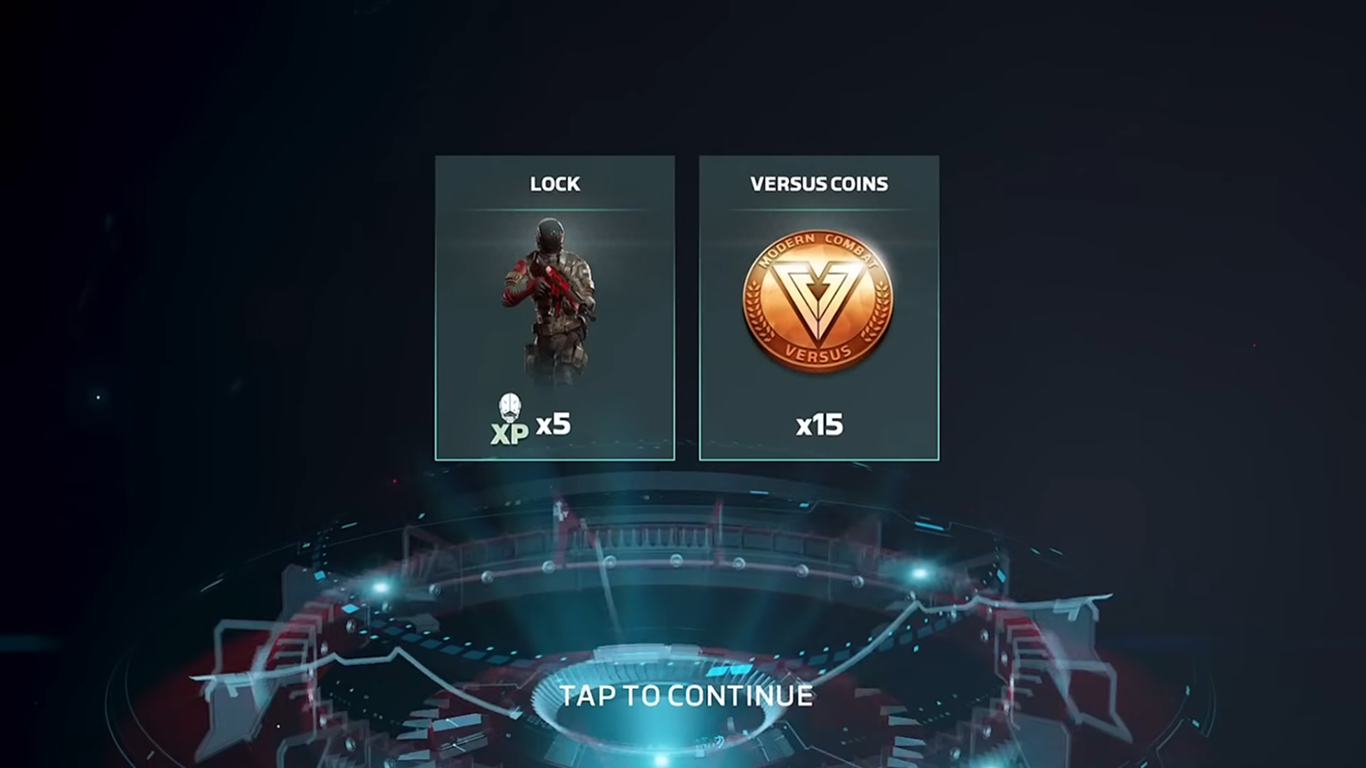 LOCK
XP x5
VERSUS COINS
MODERN COMBAT
VERSUS
x15
TAP TO CONTINUE